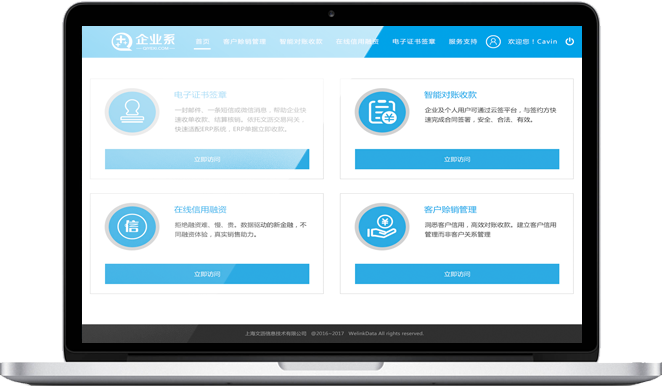 企业系
首页 客户赊销管理 智能对账收款 在线信用融资 电子证书签章 服务支持 欢迎您！Cavin
电子证书签章
一封邮件、一条短信或微信消息，帮助企业快
速收单收款、结算核销。依托文沥交易网关，
快速适配ERP系统，ERP单据立即收款。
立即访问
智能对账收款
企业及个人用户可通过云签平台，与签约方快
速完成合同签署，安全、合法、有效。
立即访问
信
在线信用融资
拒绝融资难、慢、贵。数据驱动的新金融，不
同融资体验，真实销售助力。
立即访问
客户赊销管理
洞悉客户信用，高效对账收款。建立客户信用
管理而非客户关系管理
立即访问
上海文沥信息技术有限公司 @2016~2017 WelinkData All rights reserved.